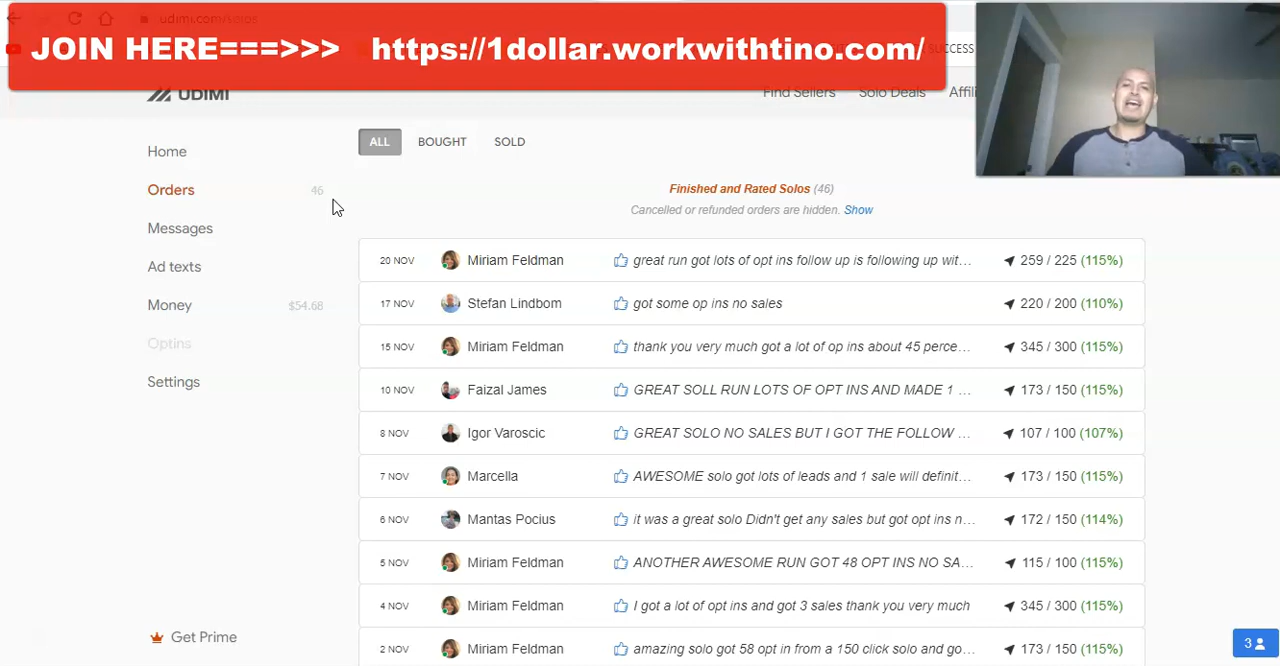 udimi.com/solos
JOIN HERE===>>> https://1dollar.workwithtino.com/
SUCCESS
UDIMI
Find Sellers Solo Deals Affili
ALL BOUGHT SOLD
Home
Orders 46
Messages
Ad texts
Money $54.68
Optins
Settings
Get Prime
Finished and Rated Solos (46)
Cancelled or refunded orders are hidden. Show
20 NOV Miriam Feldman great run got lots of opt ins follow up is following up wit... 259 / 225 (115%)
17 NOV Stefan Lindbom got some op ins no sales 220 / 200 (110%)
15 NOV Miriam Feldman thank you very much got a lot of op ins about 45 perce... 345 / 300 (115%)
10 NOV Faizal James GREAT SOLL RUN LOTS OF OPT INS AND MADE 1 ... 173 / 150 (115%)
8 NOV Igor Varoscic GREAT SOLO NO SALES BUT I GOT THE FOLLOW ... 107 / 100 (107%)
7 NOV Marcella AWESOME solo got lots of leads and 1 sale will definit... 173 / 150 (115%)
6 NOV Mantas Pocius it was a great solo Didn't get any sales but got opt ins n... 172 / 150 (114%)
5 NOV Miriam Feldman ANOTHER AWESOME RUN GOT 48 OPT INS NO SA... 115 / 100 (115%)
4 NOV Miriam Feldman I got a lot of opt ins and got 3 sales thank you very much 345 / 300 (115%)
2 NOV Miriam Feldman amazing solo got 58 opt in from a 150 click solo and go... 173 / 150 (115%)
3